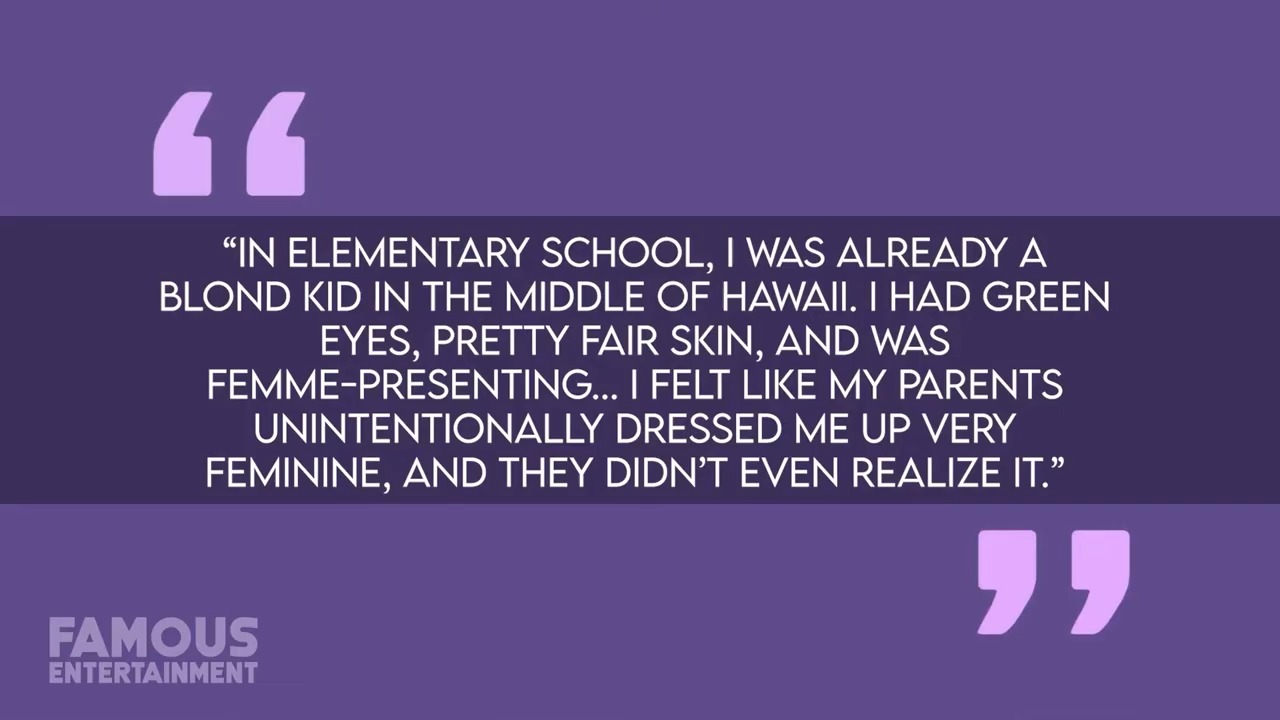 “IN ELEMENTARY SCHOOL, I WAS ALREADY A
BLOND KID IN THE MIDDLE OF HAWAII. I HAD GREEN
EYES, PRETTY FAIR SKIN, AND WAS
FEMME-PRESENTING... I FELT LIKE MY PARENTS
UNINTENTIONALLY DRESSED ME UP VERY
FEMININE, AND THEY DIDN’T EVEN REALIZE IT.”
FAMOUS
ENTERTAINMENT